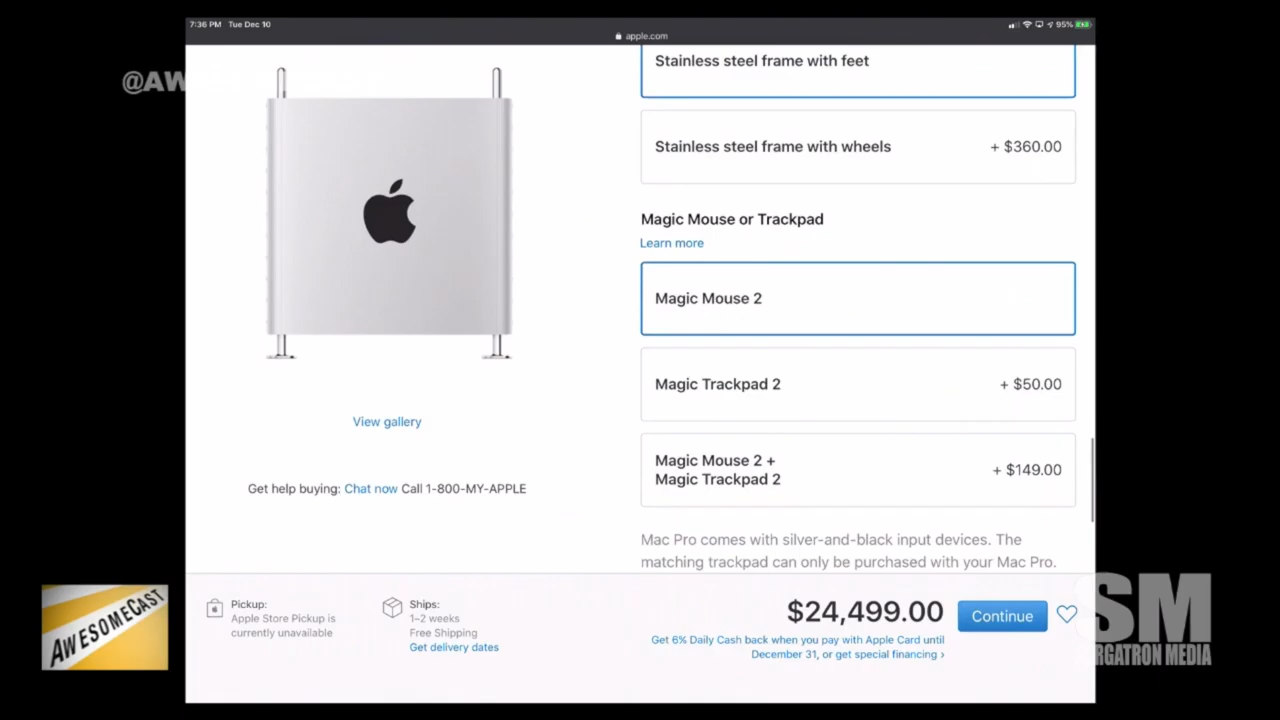 7:36 PM Tue Dec 10
95%
apple.com
@AW
Stainless steel frame with feet
Stainless steel frame with wheels + $360.00
Magic Mouse or Trackpad
Learn more
Magic Mouse 2
Magic Trackpad 2 + $50.00
Magic Mouse 2 +
Magic Trackpad 2
+ $149.00
View gallery
Get help buying: Chat now Call 1-800-MY-APPLE
Mac Pro comes with silver-and-black input devices. The
matching trackpad can only be purchased with your Mac Pro.
Pickup:
Apple Store Pickup is
currently unavailable
Ships:
1–2 weeks
Free Shipping
Get delivery dates
$24,499.00
Continue
Get 6% Daily Cash back when you pay with Apple Card until
December 31, or get special financing ›
AWESOMECAST
SM
RGATRON MEDIA